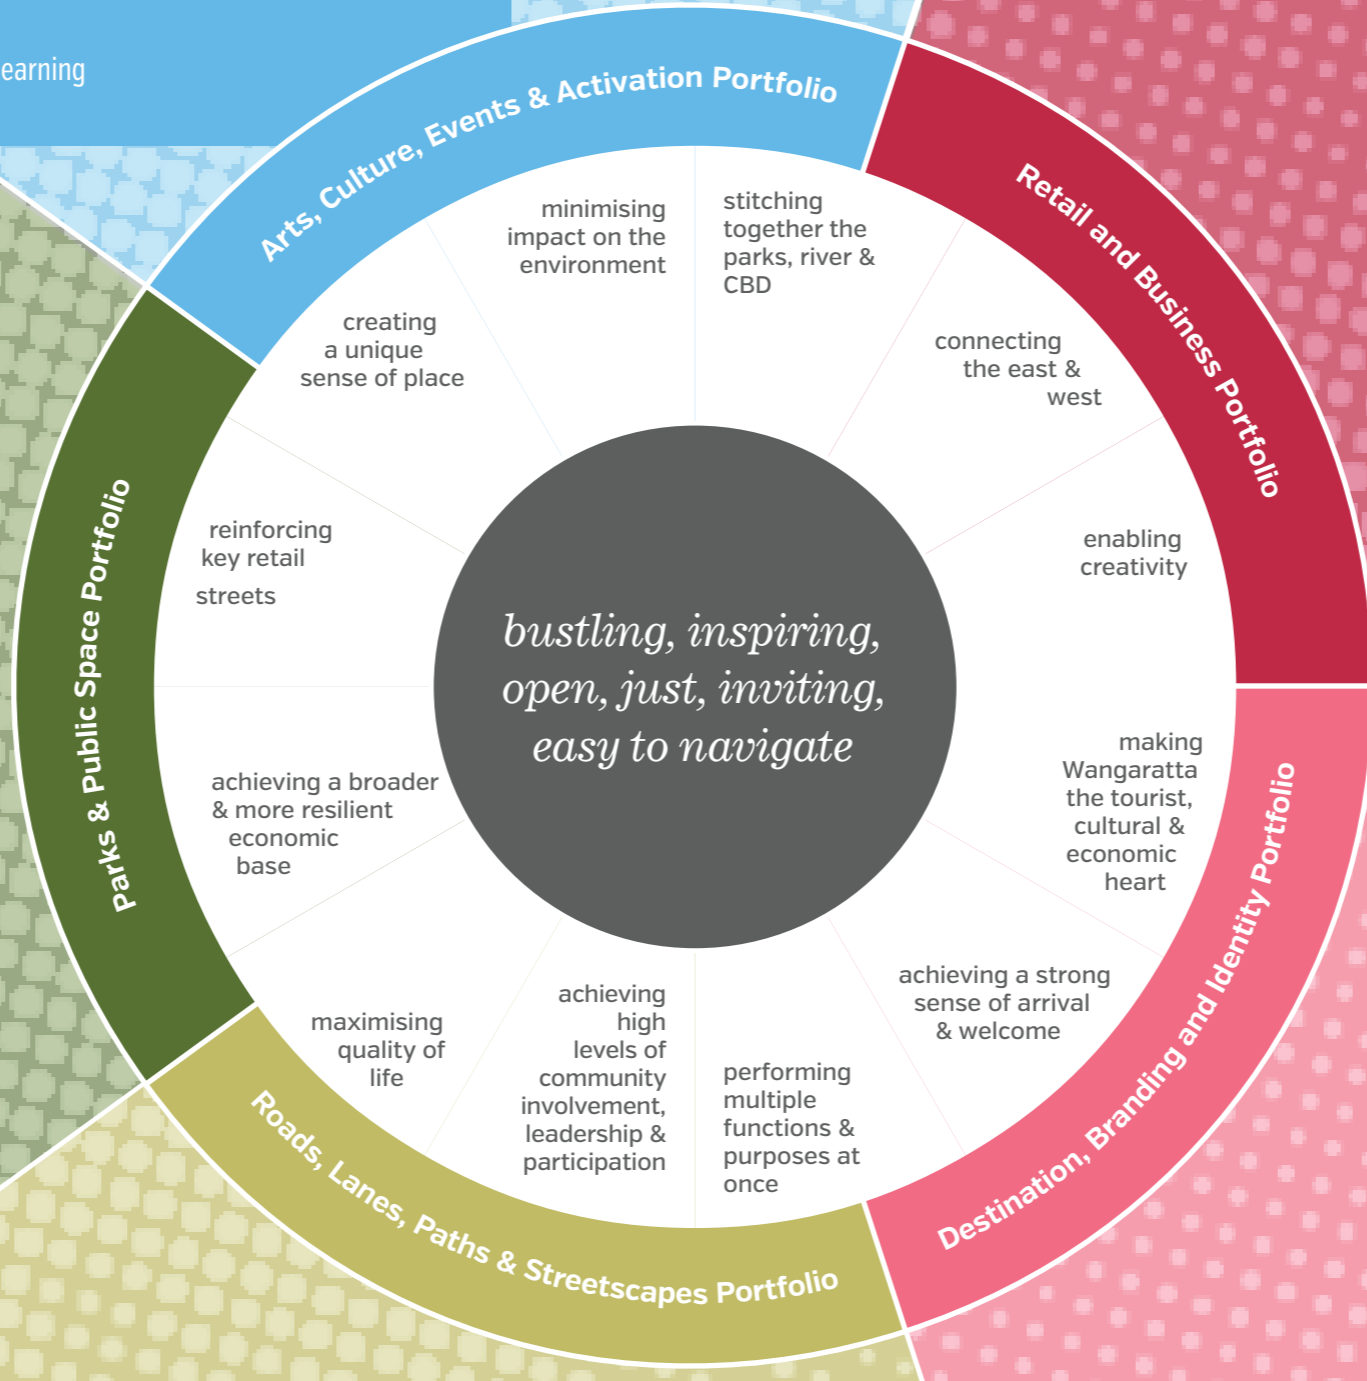 earning
Arts, Culture, Events & Activation Portfolio
Retail and Business Portfolio
Destination, Branding and Identity Portfolio
Roads, Lanes, Paths & Streetscapes Portfolio
Parks & Public Space Portfolio
stitching
together the
parks, river &
CBD
connecting
the east &
west
enabling
creativity
making
Wangaratta
the tourist,
cultural &
economic
heart
achieving a strong
sense of arrival
& welcome
performing
multiple
functions &
purposes at
once
achieving
high
levels of
community
involvement,
leadership &
participation
maximising
quality of
life
achieving a broader
& more resilient
economic
base
reinforcing
key retail
streets
creating
a unique
sense of place
minimising
impact on the
environment
bustling, inspiring,
open, just, inviting,
easy to navigate